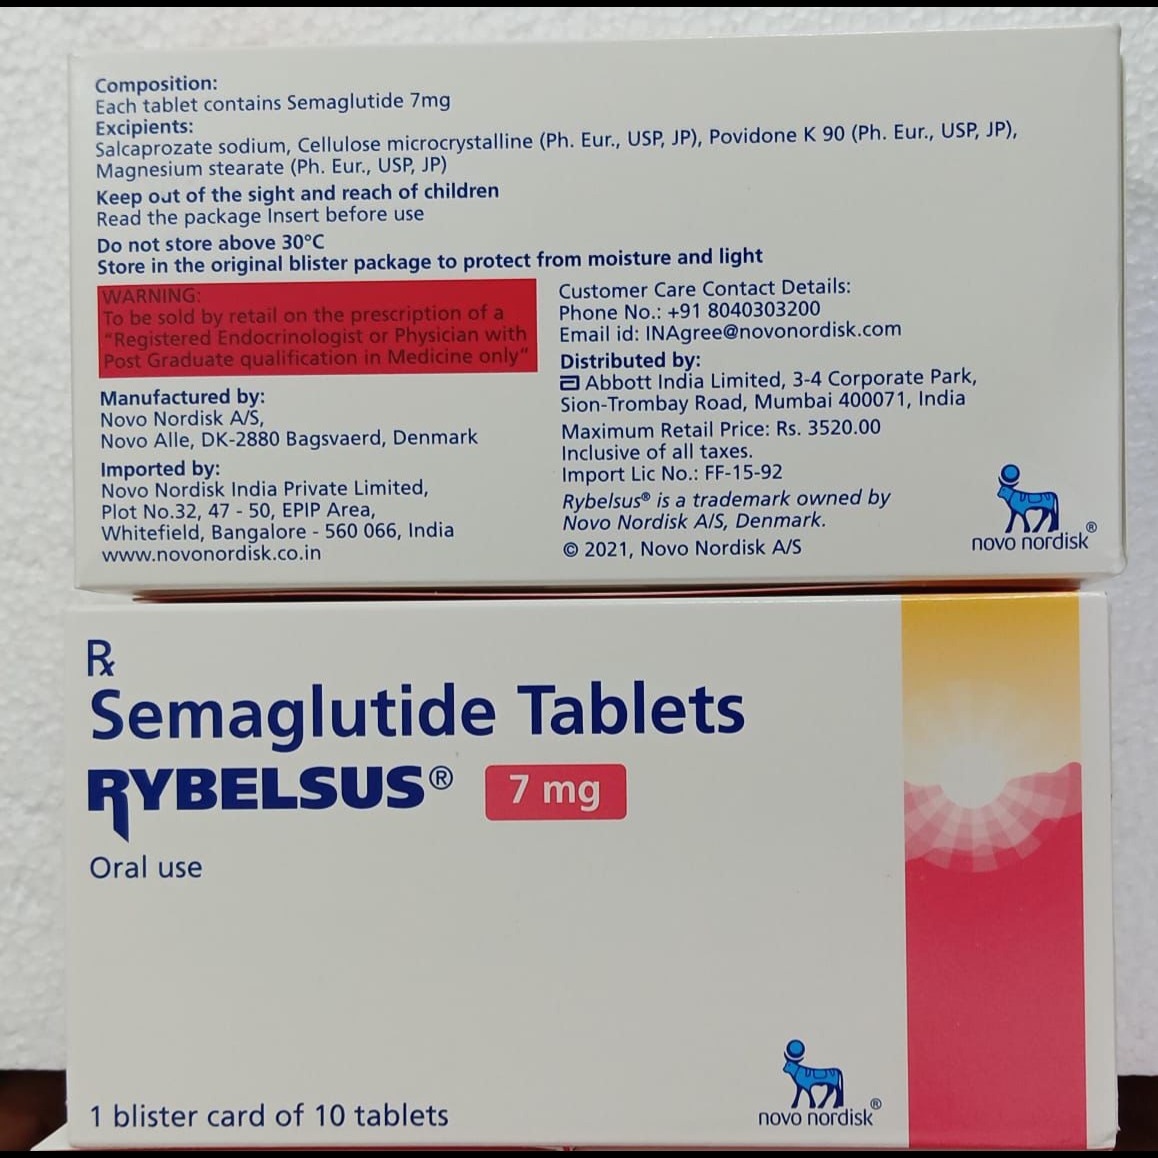 Composition:
Each tablet contains Semaglutide 7mg
Excipients:
Salcaprozate sodium, Cellulose microcrystalline (Ph. Eur., USP, JP), Povidone K 90 (Ph. Eur., USP, JP),
Magnesium stearate (Ph. Eur., USP, JP)
Keep out of the sight and reach of children
Read the package Insert before use
Do not store above 30°C
Store in the original blister package to protect from moisture and light
WARNING:
To be sold by retail on the prescription of a
“Registered Endocrinologist or Physician with
Post Graduate qualification in Medicine only”
Manufactured by:
Novo Nordisk A/S,
Novo Alle, DK-2880 Bagsvaerd, Denmark
Imported by:
Novo Nordisk India Private Limited,
Plot No.32, 47 - 50, EPIP Area,
Whitefield, Bangalore - 560 066, India
www.novonordisk.co.in
Customer Care Contact Details:
Phone No.: +91 8040303200
Email id: INAgree@novonordisk.com
Distributed by:
Abbott India Limited, 3-4 Corporate Park,
Sion-Trombay Road, Mumbai 400071, India
Maximum Retail Price: Rs. 3520.00
Inclusive of all taxes.
Import Lic No.: FF-15-92
Rybelsus® is a trademark owned by
Novo Nordisk A/S, Denmark.
© 2021, Novo Nordisk A/S
novo nordisk®
Rx
Semaglutide Tablets
RYBELSUS® 7 mg
Oral use
1 blister card of 10 tablets
novo nordisk®